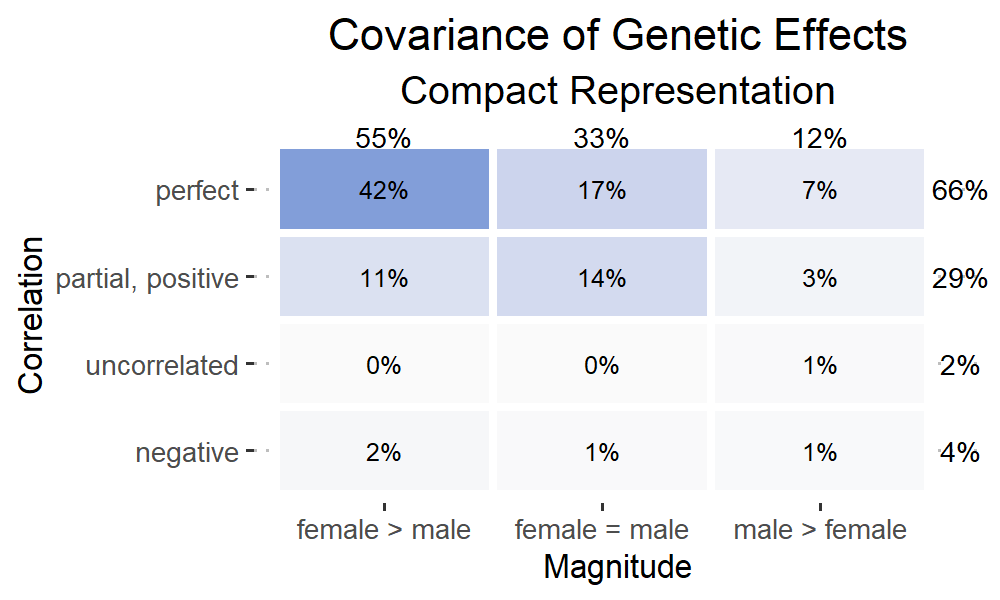 Covariance of Genetic Effects
Compact Representation
55% 33% 12%
perfect 42% 17% 7% 66%
partial, positive 11% 14% 3% 29%
uncorrelated 0% 0% 1% 2%
negative 2% 1% 1% 4%
Correlation
female > male female = male male > female
Magnitude